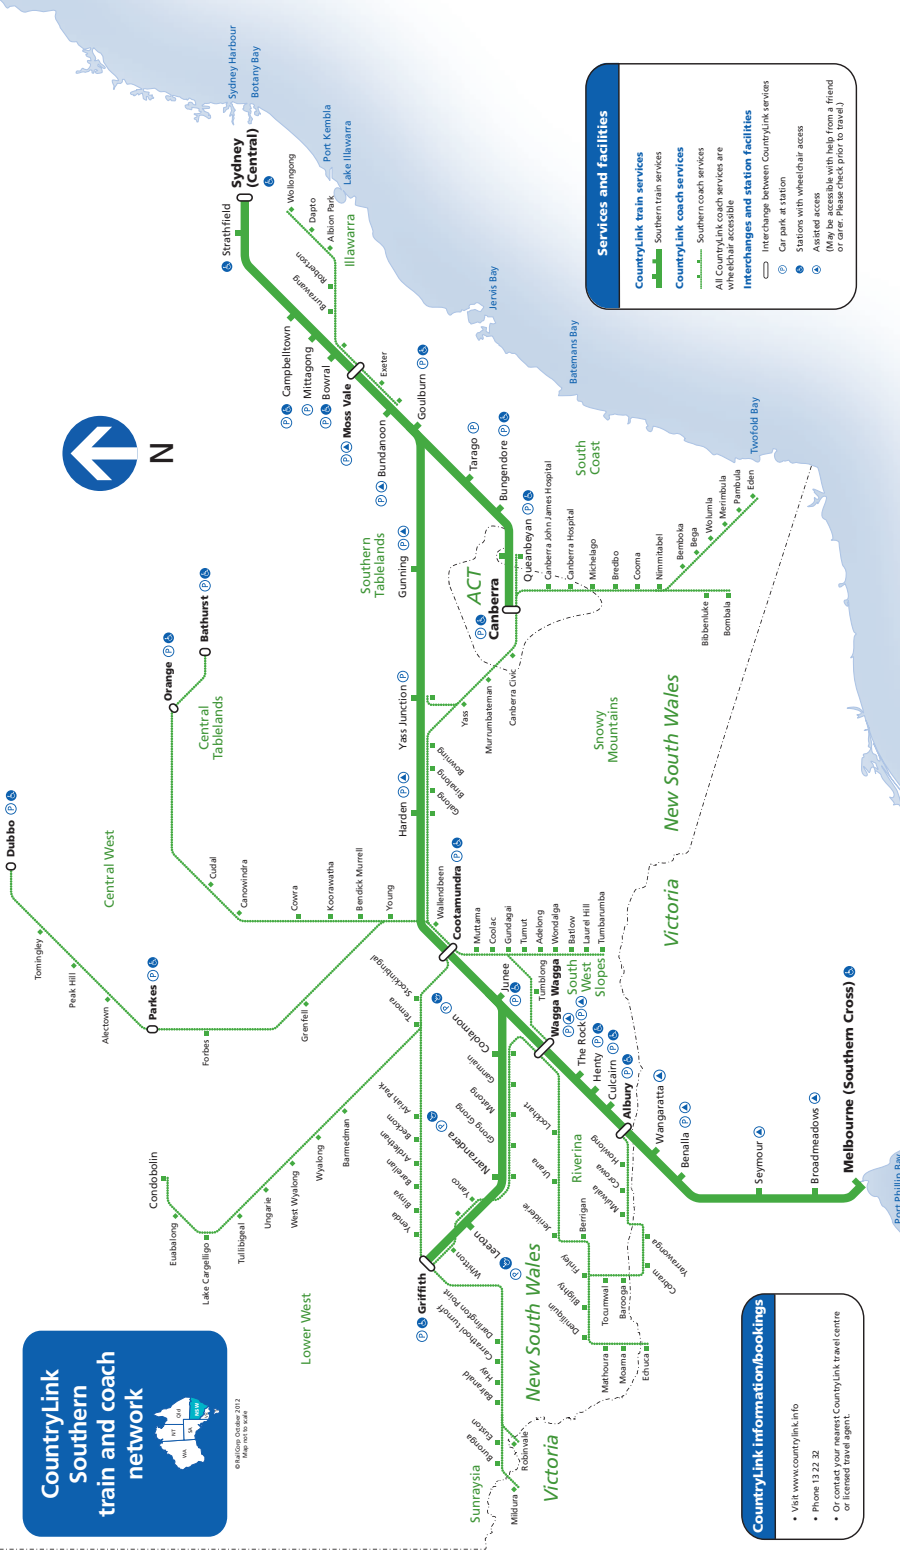 CountryLink
Southern
train and coach
network
WA
NT
SA
Qld
NSW
© RailCorp October 2012
Map not to scale
N
Dubbo
Tomingley
Peak Hill
Alectown
Parkes
Forbes
Grenfell
Central West
Orange
Bathurst
Central
Tablelands
Cudal
Canowindra
Cowra
Koorawatha
Bendick Murrell
Young
Condobolin
Euabalong
Lake Cargelligo
Tullibigeal
Ungarie
West Wyalong
Wyalong
Barmedman
Lower West
Sydney
(Central)
Strathfield
Campbelltown
Mittagong
Bowral
Moss Vale
Bundanoon
Exeter
Goulburn
Wollongong
Dapto
Albion Park
Robertson
Burrawang
Illawarra
Sydney Harbour
Botany Bay
Port Kembla
Lake Illawarra
Jervis Bay
Batemans Bay
Twofold Bay
Southern
Tablelands
Gunning
Yass Junction
Harden
Tarago
Bungendore
Queanbeyan
ACT
Canberra
South
Coast
Canberra John James Hospital
Canberra Hospital
Michelago
Bredbo
Cooma
Nimmitabel
Bemboka
Bega
Wolumla
Merimbula
Pambula
Eden
Bibbenluke
Bombala
Canberra Civic
Murrumbateman
Yass
Bowning
Binalong
Galong
Wallendbeen
Cootamundra
Snowy
Mountains
New South Wales
Victoria
Muttama
Coolac
Gundagai
Tumut
Adelong
Wondalga
Batlow
Laurel Hill
Tumbarumba
Tumblong
South
West
Slopes
Stockinbingal
Temora
Ariah Park
Beckom
Ardlethan
Barellan
Binya
Yenda
Griffith
Junee
Coolamon
Ganmain
Matong
Grong Grong
Narrandera
Yanco
Leeton
Whitton
Wagga Wagga
The Rock
Henty
Culcairn
Albury
Wangaratta
Benalla
Seymour
Broadmeadows
Melbourne (Southern Cross)
Port Phillip Bay
Lockhart
Urana
Jerilderie
Berrigan
Finley
Blighty
Deniliquin
Riverina
Howlong
Corowa
Mulwala
Yarrawonga
Cobram
Tocumwal
Barooga
Mathoura
Moama
Echuca
Darlington Point
Carrathool turnoff
Hay
Balranald
Euston
Buronga
Robinvale
Mildura
Sunraysia
New South Wales
Victoria
Services and facilities
CountryLink train services
Southern train services
CountryLink coach services
Southern coach services
All CountryLink coach services are
wheelchair accessible
Interchanges and station facilities
Interchange between CountryLink services
P Car park at station
Stations with wheelchair access
Assisted access
(May be accessible with help from a friend
or carer. Please check prior to travel.)
CountryLink information/bookings
• Visit www.countrylink.info
• Phone 13 22 32
• Or contact your nearest CountryLink travel centre
or licensed travel agent.